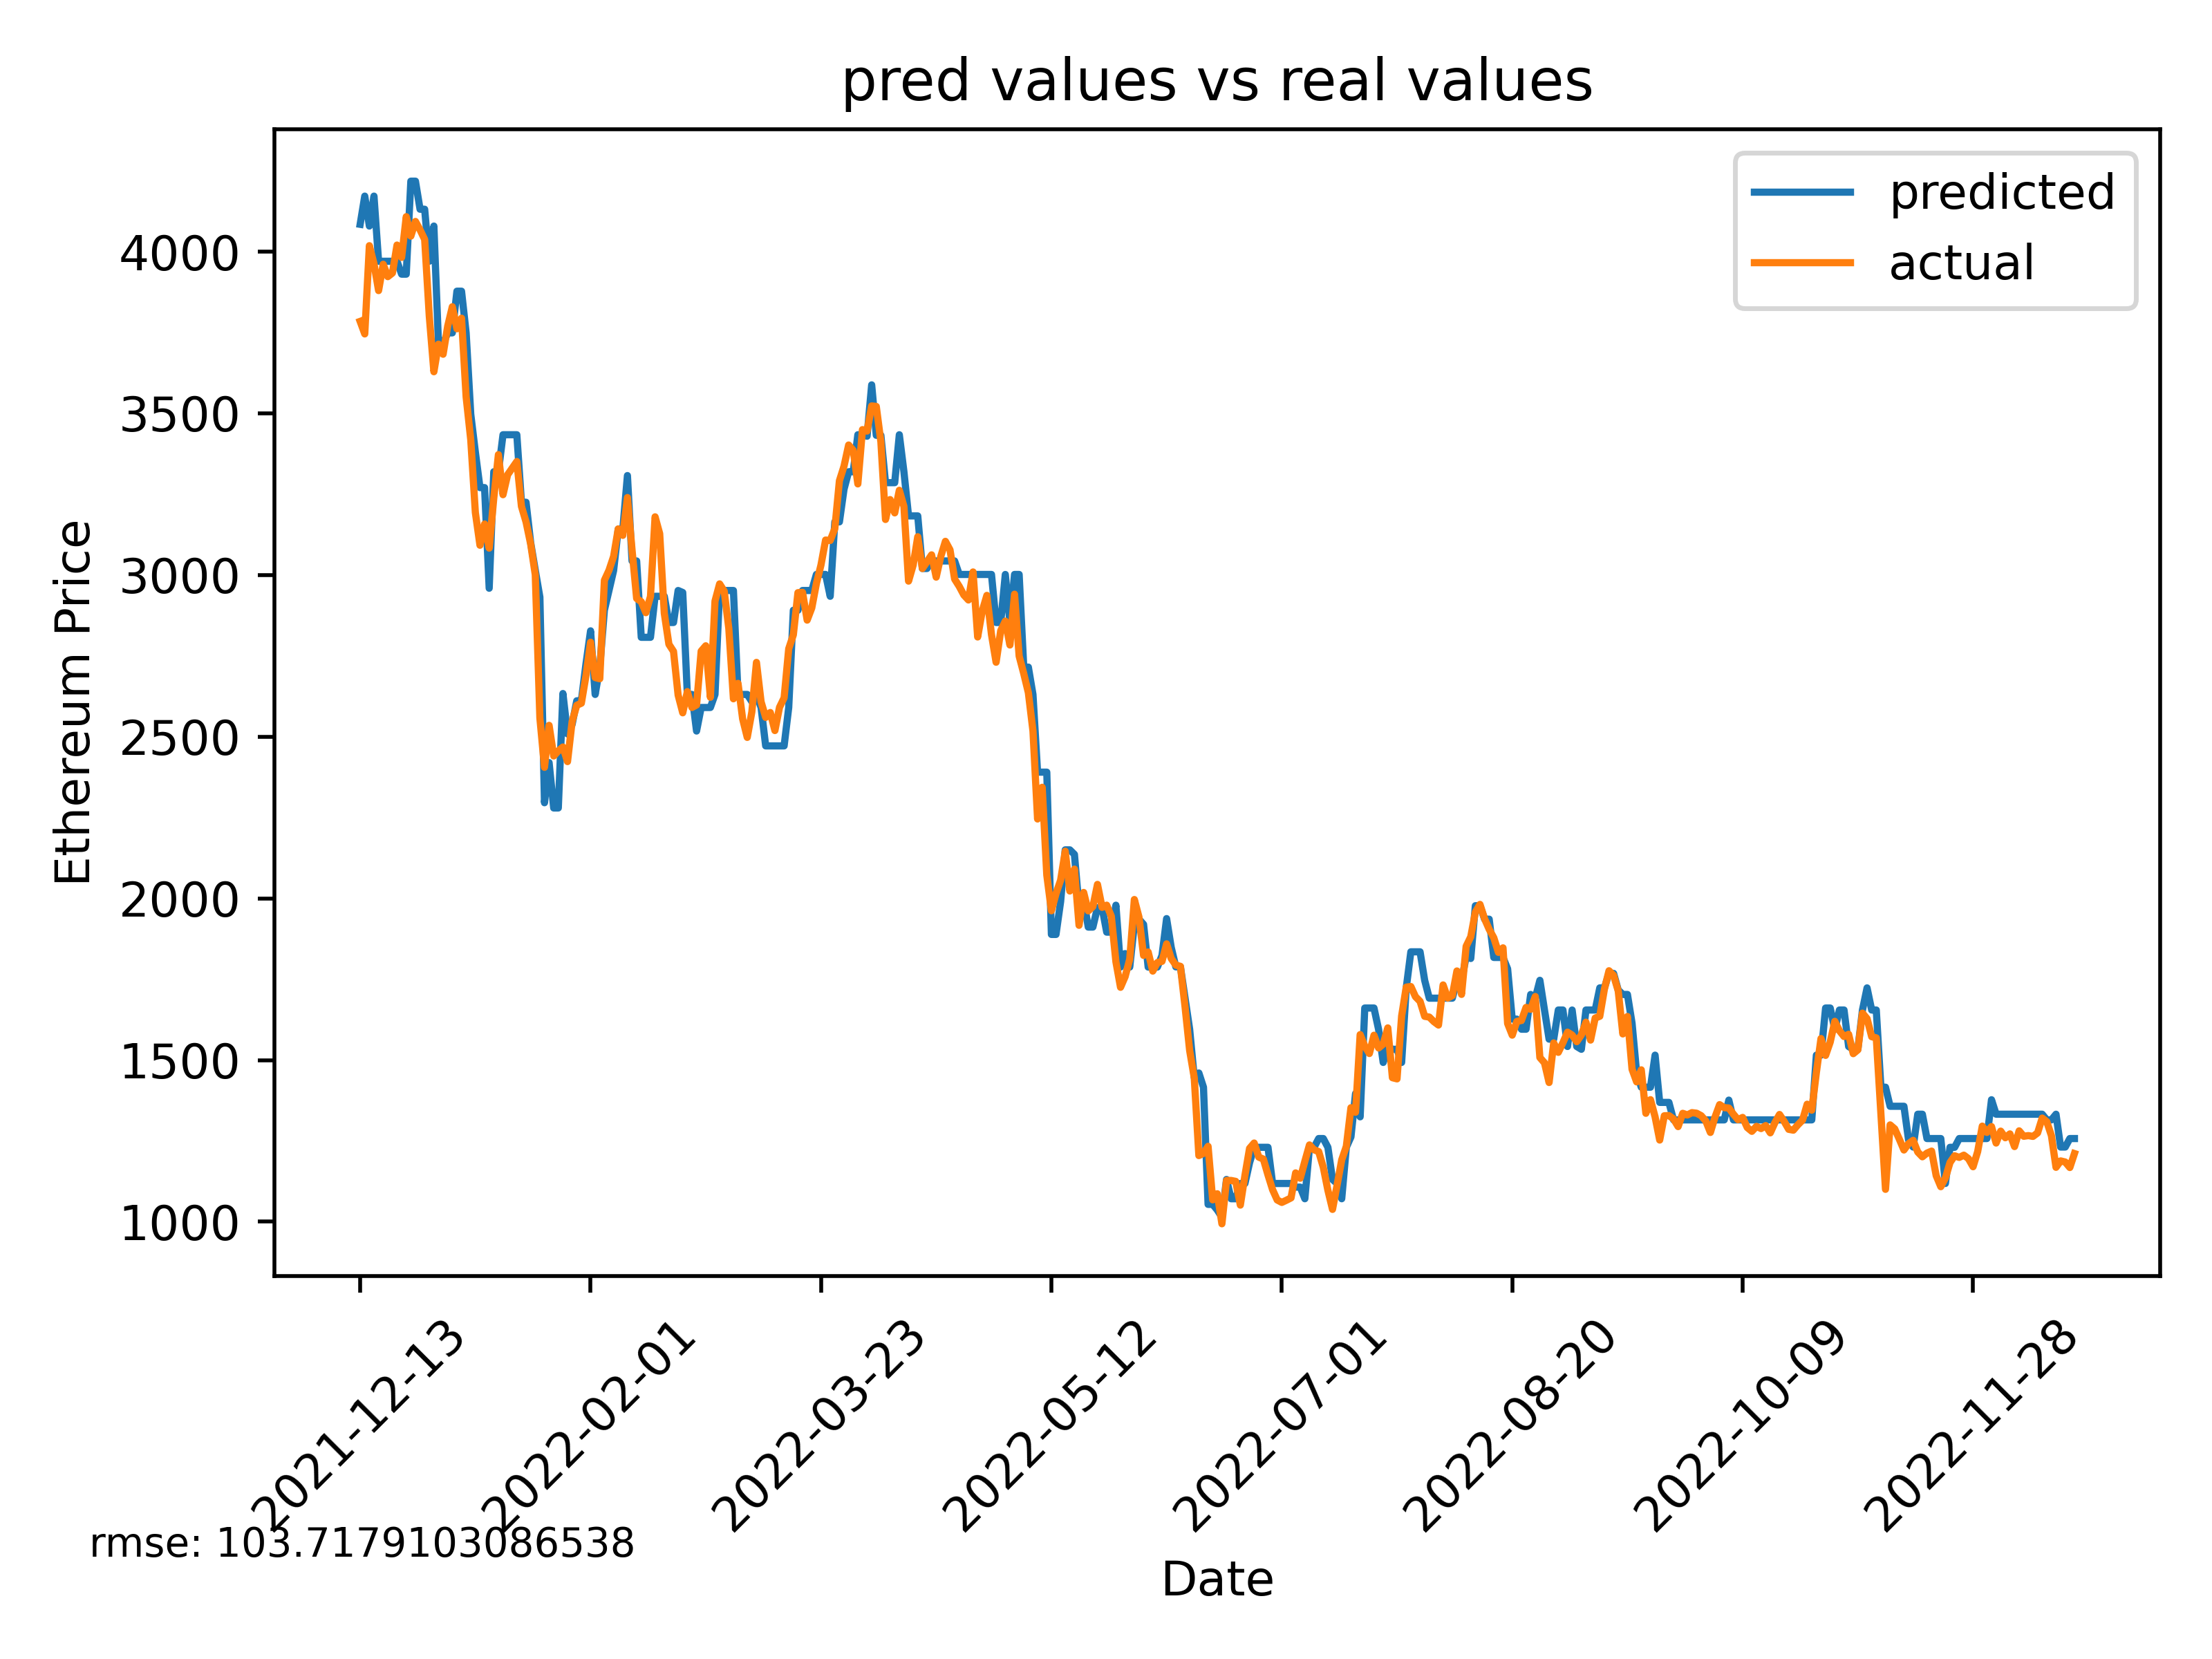 pred values vs real values
predicted
actual
Ethereum Price
4000
3500
3000
2500
2000
1500
1000
2021-12-13
2022-02-01
2022-03-23
2022-05-12
2022-07-01
2022-08-20
2022-10-09
2022-11-28
rmse: 103.7179103086538
Date